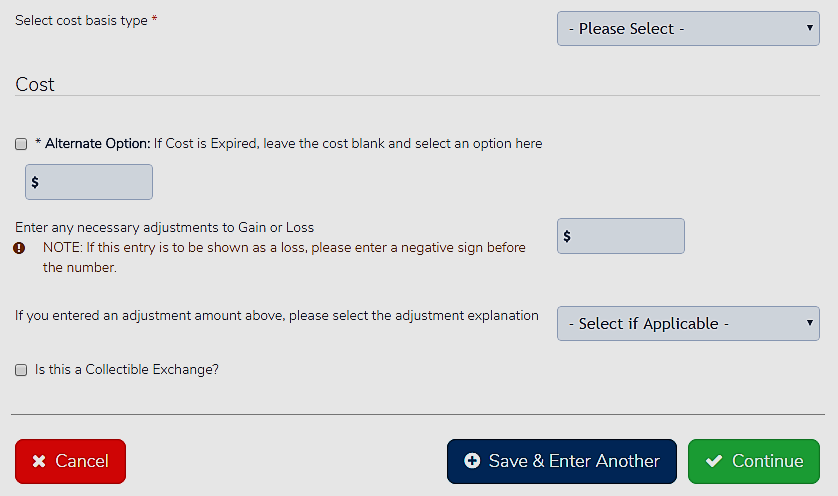 Select cost basis type *
- Please Select -
Cost
* Alternate Option: If Cost is Expired, leave the cost blank and select an option here
$
Enter any necessary adjustments to Gain or Loss
$
NOTE: If this entry is to be shown as a loss, please enter a negative sign before
the number.
If you entered an adjustment amount above, please select the adjustment explanation
- Select if Applicable -
Is this a Collectible Exchange?
Cancel
Save & Enter Another
Continue